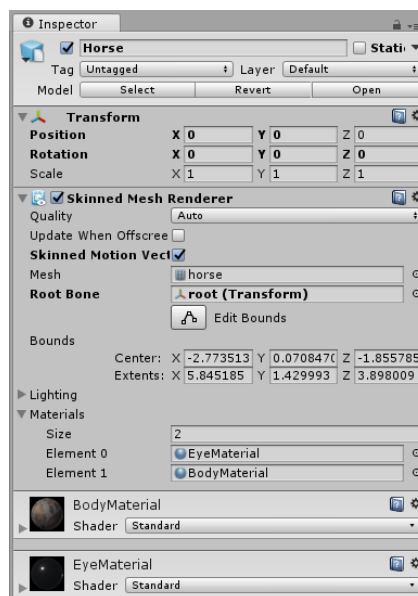 Inspector
Horse Stati
Tag Untagged Layer Default
Model Select Revert Open
Transform
Position X 0 Y 0 Z 0
Rotation X 0 Y 0 Z 0
Scale X 1 Y 1 Z 1
Skinned Mesh Renderer
Quality Auto
Update When Offscree
Skinned Motion Vect
Mesh horse
Root Bone root (Transform)
Edit Bounds
Bounds
Center: X -2.773513 Y 0.070847( Z -1.855785
Extents: X 5.845185 Y 1.429993 Z 3.898009
Lighting
Materials
Size 2
Element 0 EyeMaterial
Element 1 BodyMaterial
BodyMaterial
Shader Standard
EyeMaterial
Shader Standard